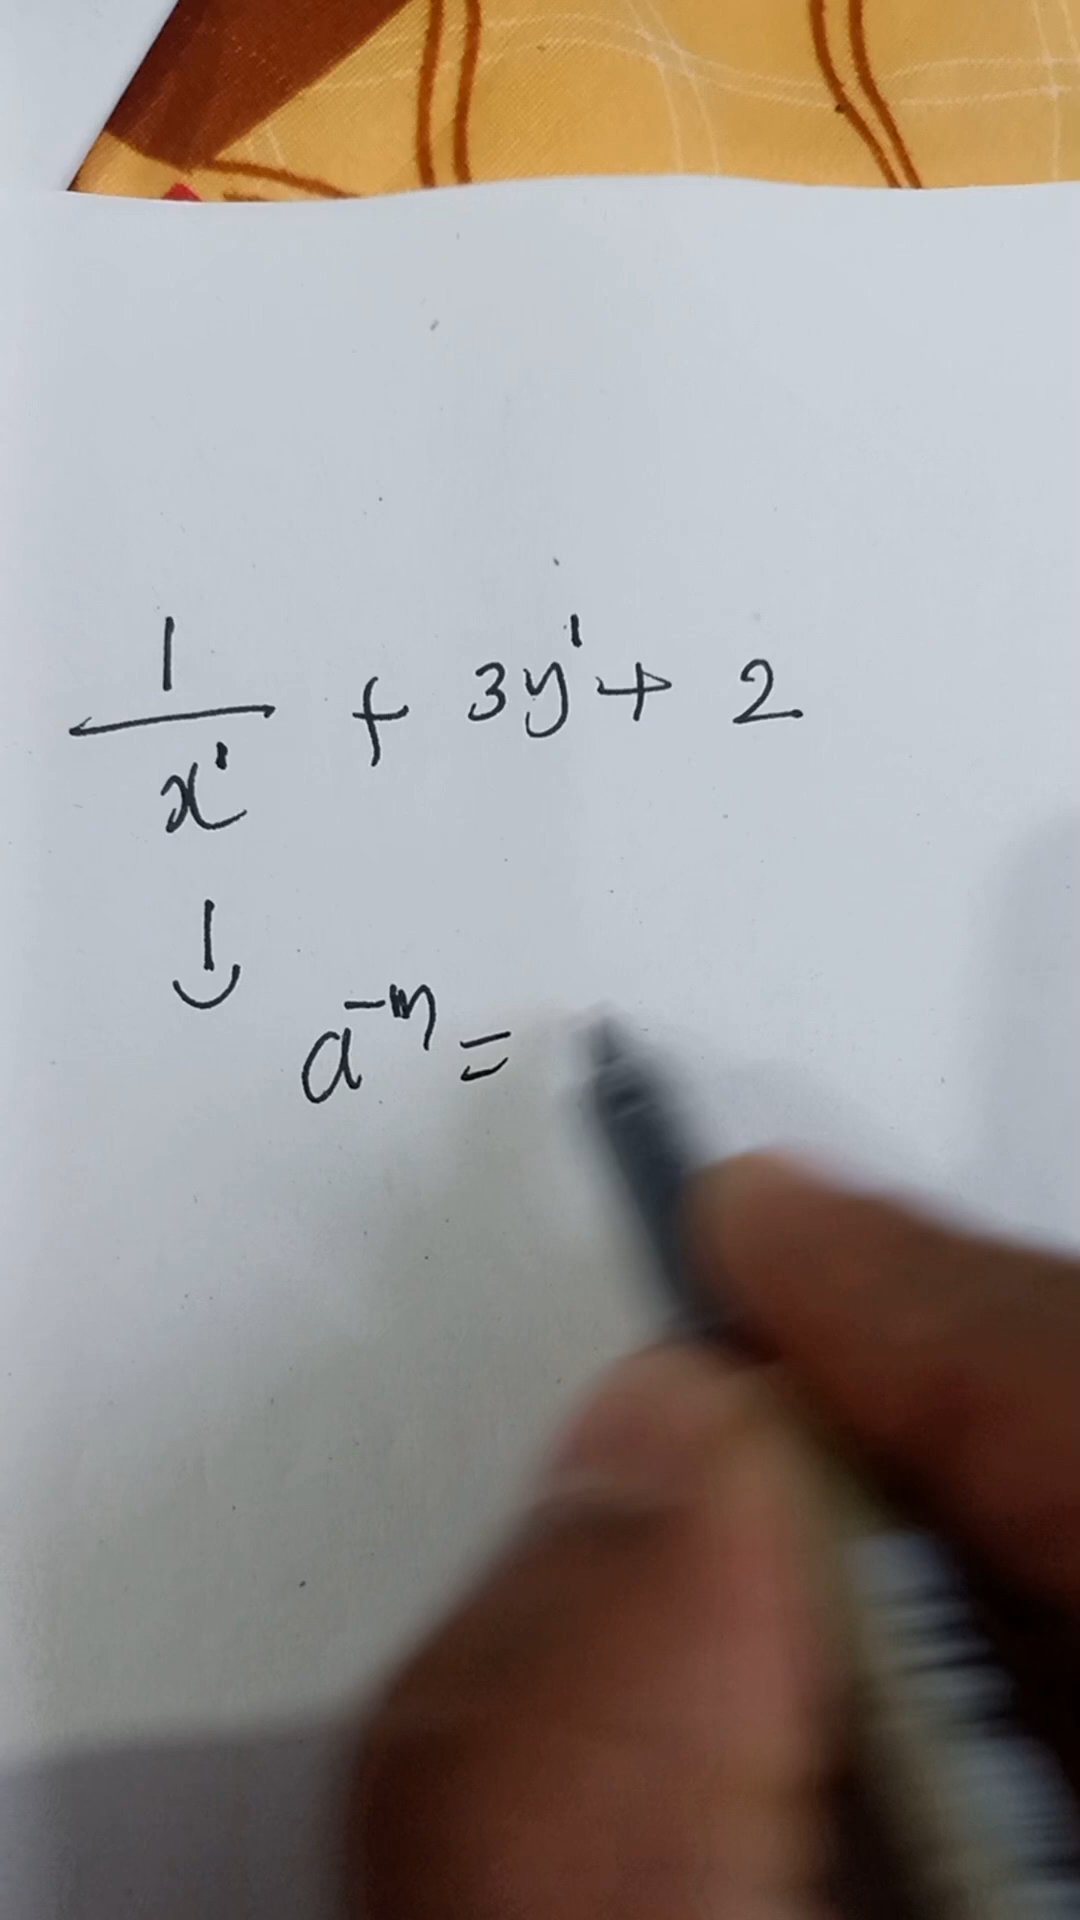 1/x¹ + 3y¹ + 2
a⁻ᵐ =